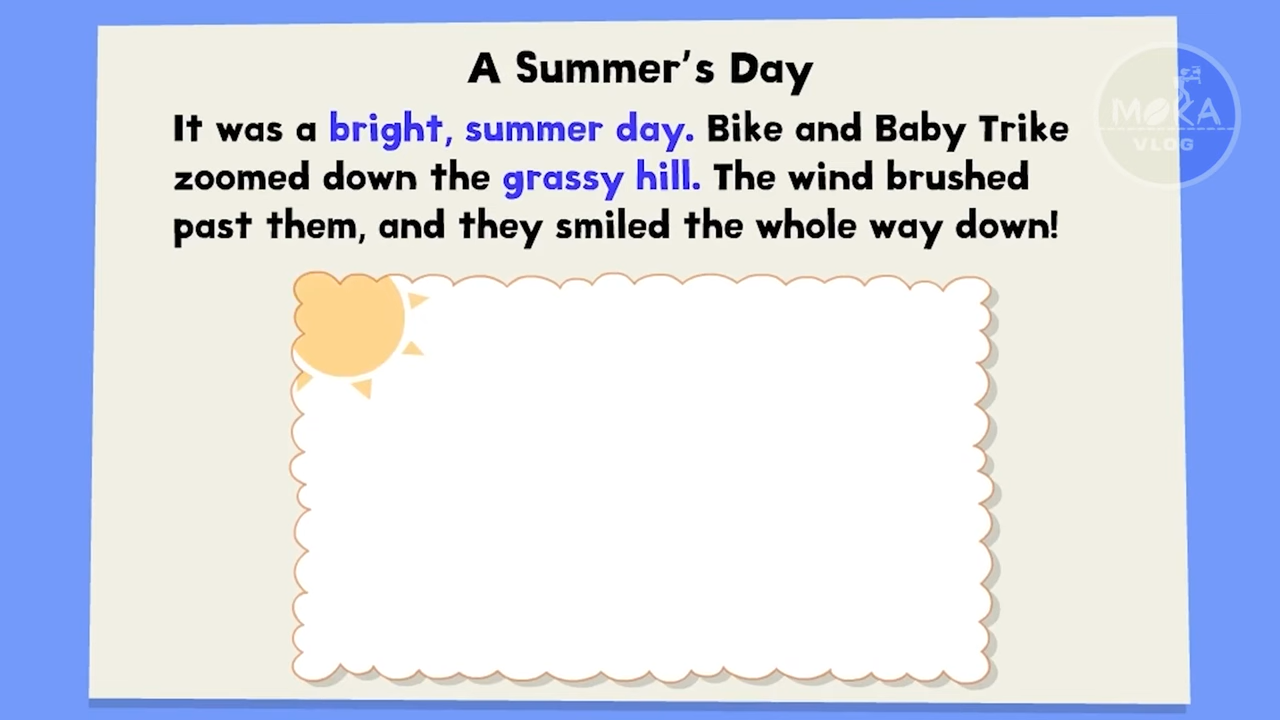 A Summer's Day
It was a bright, summer day. Bike and Baby Trike
zoomed down the grassy hill. The wind brushed
past them, and they smiled the whole way down!
MOKA
VLOG